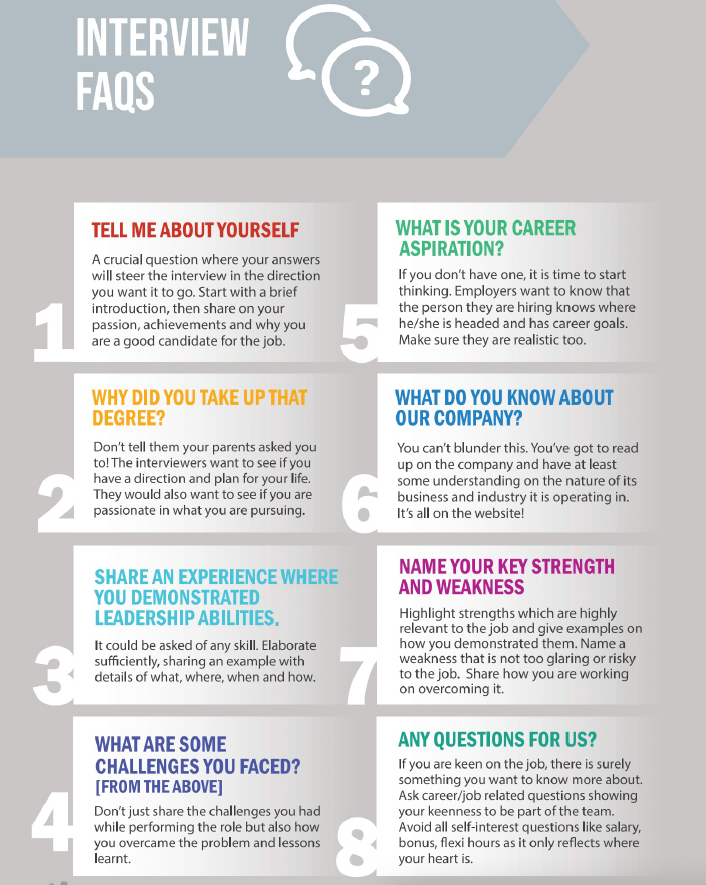 INTERVIEW
FAQS
?
1
TELL ME ABOUT YOURSELF
A crucial question where your answers
will steer the interview in the direction
you want it to go. Start with a brief
introduction, then share on your
passion, achievements and why you
are a good candidate for the job.
2
WHY DID YOU TAKE UP THAT
DEGREE?
Don't tell them your parents asked you
to! The interviewers want to see if you
have a direction and plan for your life.
They would also want to see if you are
passionate in what you are pursuing.
3
SHARE AN EXPERIENCE WHERE
YOU DEMONSTRATED
LEADERSHIP ABILITIES.
It could be asked of any skill. Elaborate
sufficiently, sharing an example with
details of what, where, when and how.
4
WHAT ARE SOME
CHALLENGES YOU FACED?
[FROM THE ABOVE]
Don't just share the challenges you had
while performing the role but also how
you overcame the problem and lessons
learnt.
5
WHAT IS YOUR CAREER
ASPIRATION?
If you don't have one, it is time to start
thinking. Employers want to know that
the person they are hiring knows where
he/she is headed and has career goals.
Make sure they are realistic too.
6
WHAT DO YOU KNOW ABOUT
OUR COMPANY?
You can't blunder this. You've got to read
up on the company and have at least
some understanding on the nature of its
business and industry it is operating in.
It's all on the website!
7
NAME YOUR KEY STRENGTH
AND WEAKNESS
Highlight strengths which are highly
relevant to the job and give examples on
how you demonstrated them. Name a
weakness that is not too glaring or risky
to the job. Share how you are working
on overcoming it.
8
ANY QUESTIONS FOR US?
If you are keen on the job, there is surely
something you want to know more about.
Ask career/job related questions showing
your keenness to be part of the team.
Avoid all self-interest questions like salary,
bonus, flexi hours as it only reflects where
your heart is.